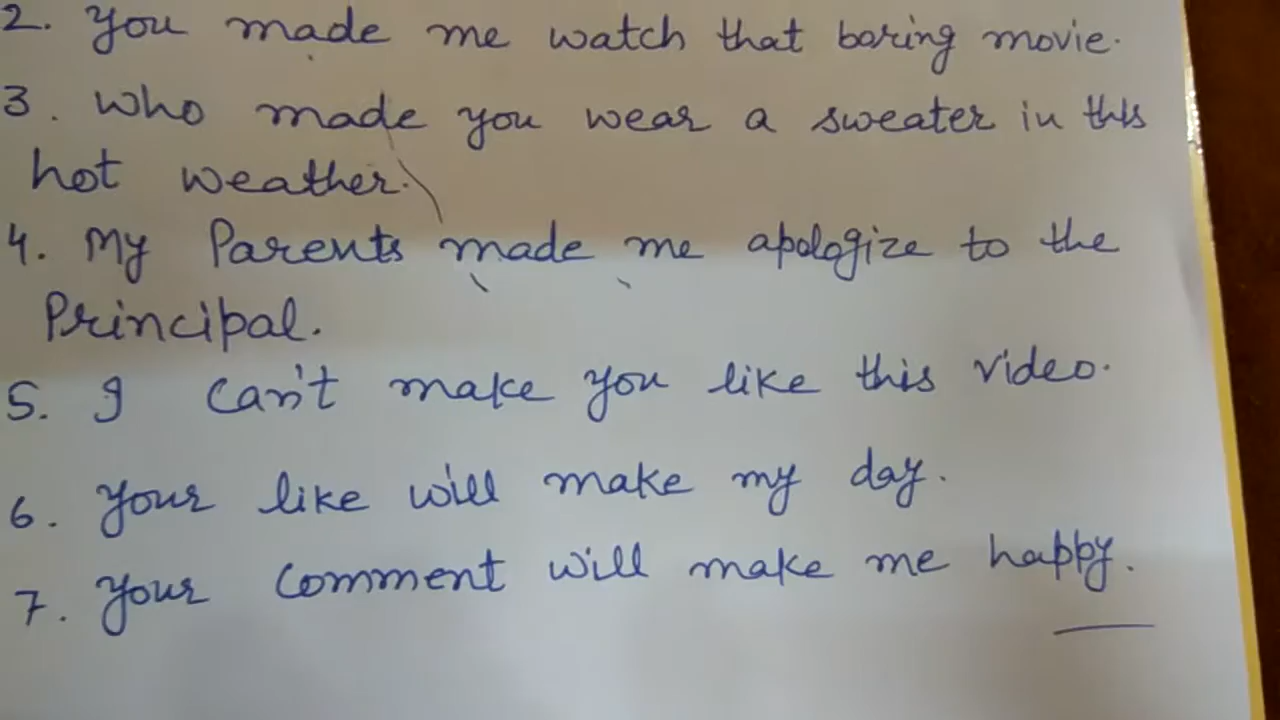 2. You made me watch that boring movie.
3. Who made you wear a sweater in this
hot weather.
4. My Parents made me apologize to the
Principal.
5. I can't make you like this video.
6. Your like will make my day.
7. Your comment will make me happy.